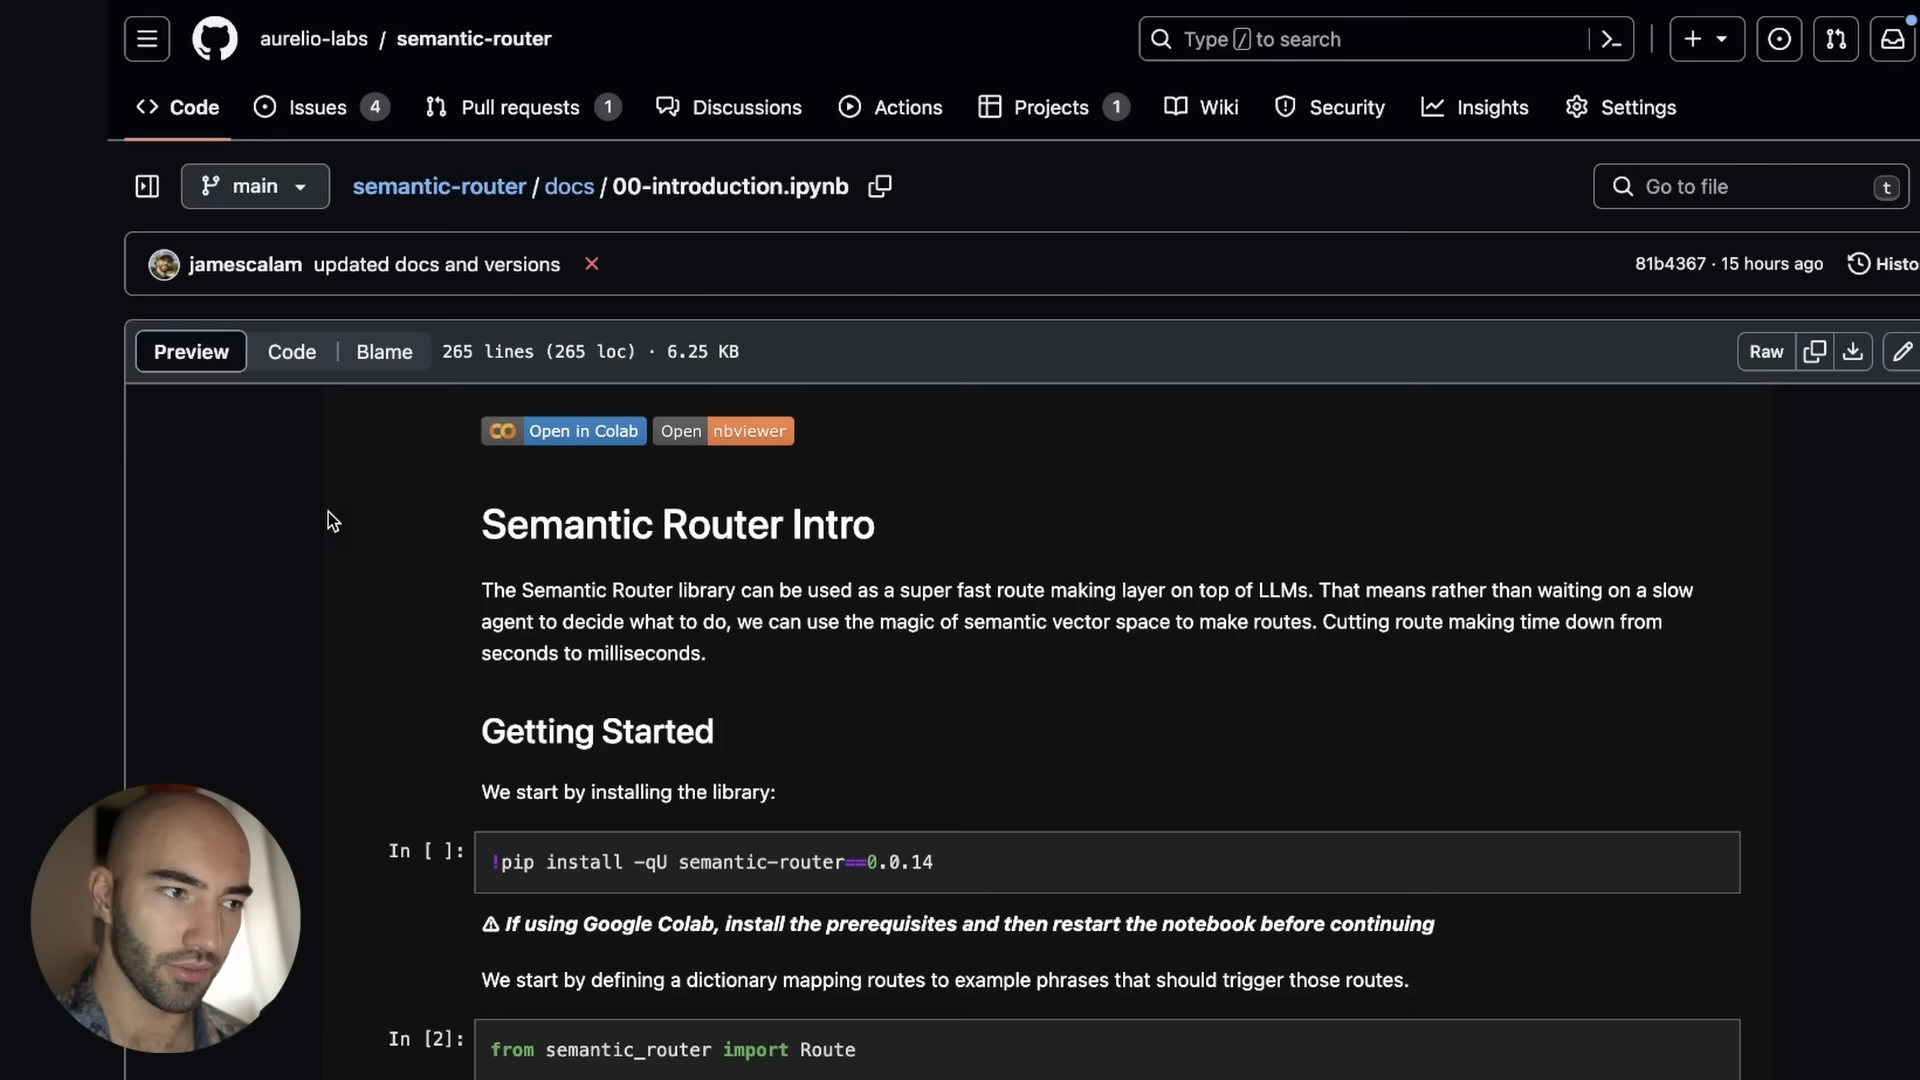 aurelio-labs / semantic-router
Type / to search
Code Issues 4 Pull requests 1 Discussions Actions Projects 1 Wiki Security Insights Settings
main semantic-router / docs / 00-introduction.ipynb Go to file t
jamescalam updated docs and versions 81b4367 · 15 hours ago Histo
Preview Code Blame 265 lines (265 loc) · 6.25 KB Raw
Open in Colab Open nbviewer
Semantic Router Intro
The Semantic Router library can be used as a super fast route making layer on top of LLMs. That means rather than waiting on a slow
agent to decide what to do, we can use the magic of semantic vector space to make routes. Cutting route making time down from
seconds to milliseconds.
Getting Started
We start by installing the library:
In [ ]: !pip install -qU semantic-router==0.0.14
⚠ If using Google Colab, install the prerequisites and then restart the notebook before continuing
We start by defining a dictionary mapping routes to example phrases that should trigger those routes.
In [2]: from semantic_router import Route